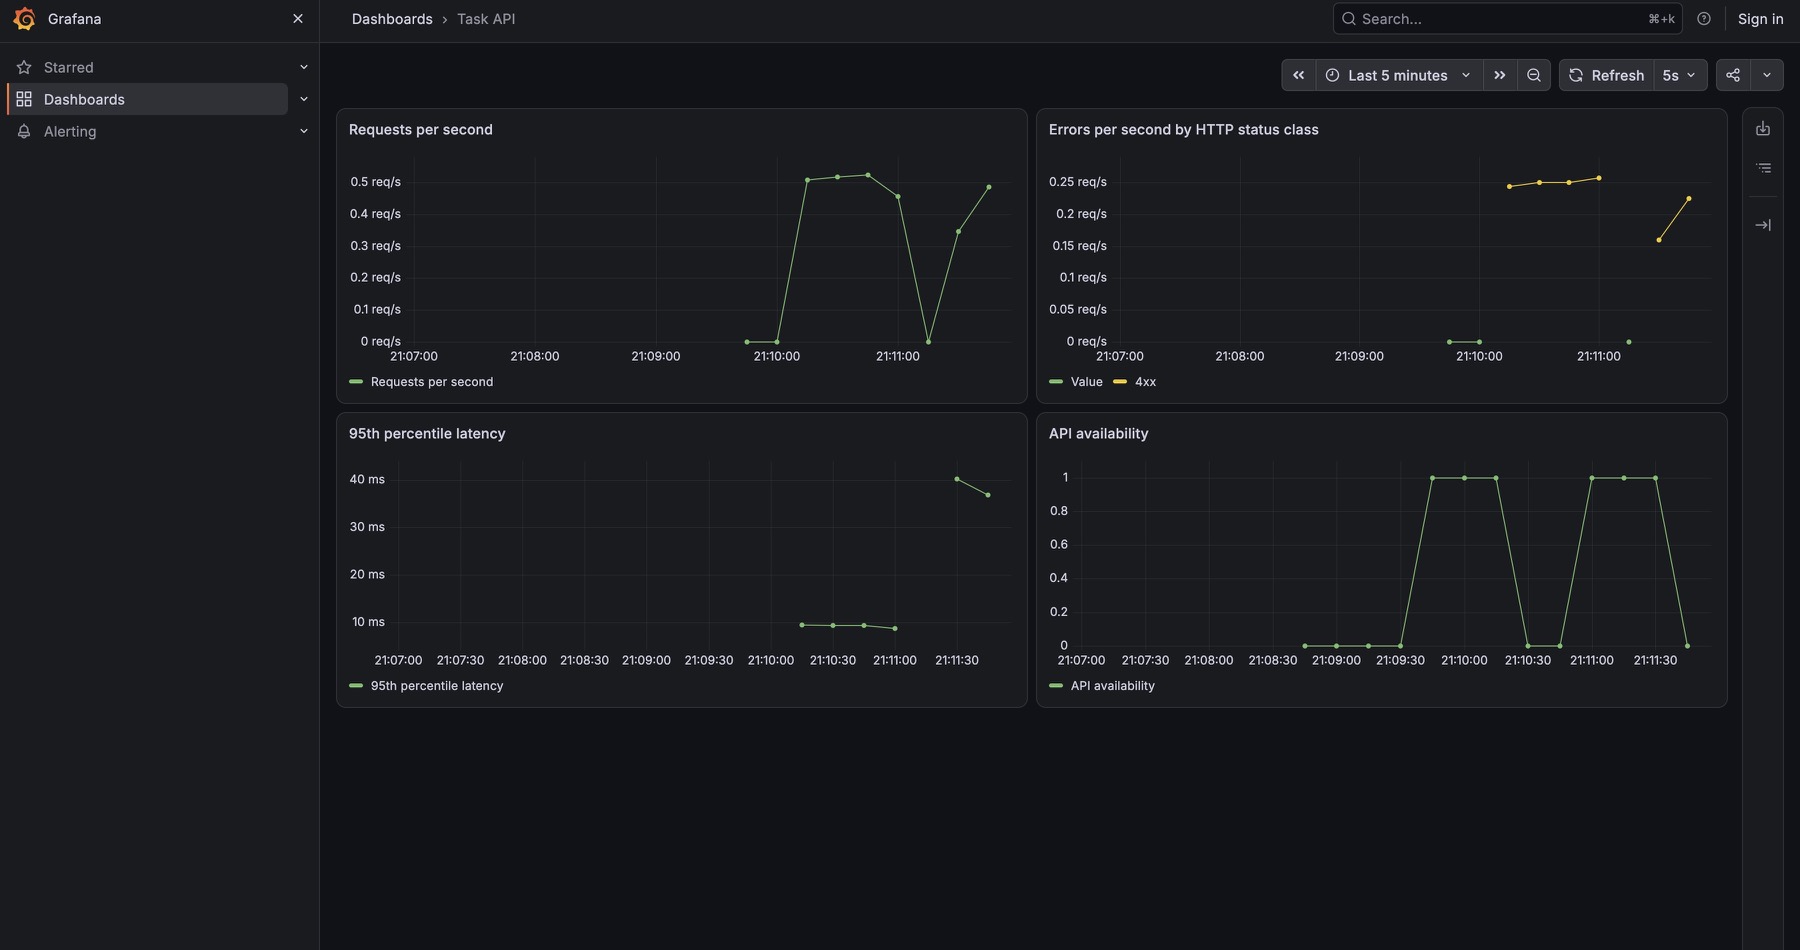 Grafana
Dashboards › Task API
Search... ⌘+k
Sign in
Starred
Dashboards
Alerting
Last 5 minutes
Refresh 5s
Requests per second
0.5 req/s
0.4 req/s
0.3 req/s
0.2 req/s
0.1 req/s
0 req/s
21:07:00 21:08:00 21:09:00 21:10:00 21:11:00
Requests per second
Errors per second by HTTP status class
0.25 req/s
0.2 req/s
0.15 req/s
0.1 req/s
0.05 req/s
0 req/s
21:07:00 21:08:00 21:09:00 21:10:00 21:11:00
Value 4xx
95th percentile latency
40 ms
30 ms
20 ms
10 ms
21:07:00 21:07:30 21:08:00 21:08:30 21:09:00 21:09:30 21:10:00 21:10:30 21:11:00 21:11:30
95th percentile latency
API availability
1
0.8
0.6
0.4
0.2
0
21:07:00 21:07:30 21:08:00 21:08:30 21:09:00 21:09:30 21:10:00 21:10:30 21:11:00 21:11:30
API availability